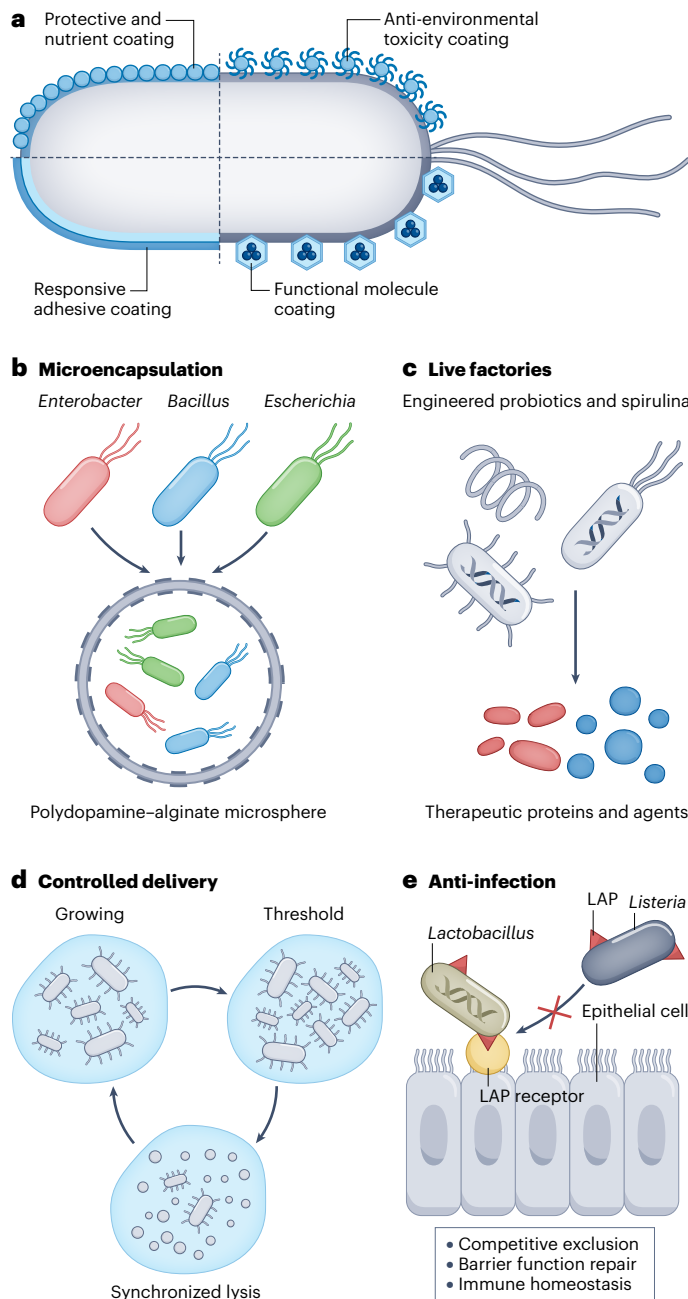 a
Protective and
nutrient coating
Anti-environmental
toxicity coating
Responsive
adhesive coating
Functional molecule
coating
b Microencapsulation
Enterobacter Bacillus Escherichia
Polydopamine–alginate microsphere
c Live factories
Engineered probiotics and spirulina
Therapeutic proteins and agents
d Controlled delivery
Growing Threshold
Synchronized lysis
e Anti-infection
LAP Listeria
Lactobacillus
Epithelial cell
LAP receptor
• Competitive exclusion
• Barrier function repair
• Immune homeostasis